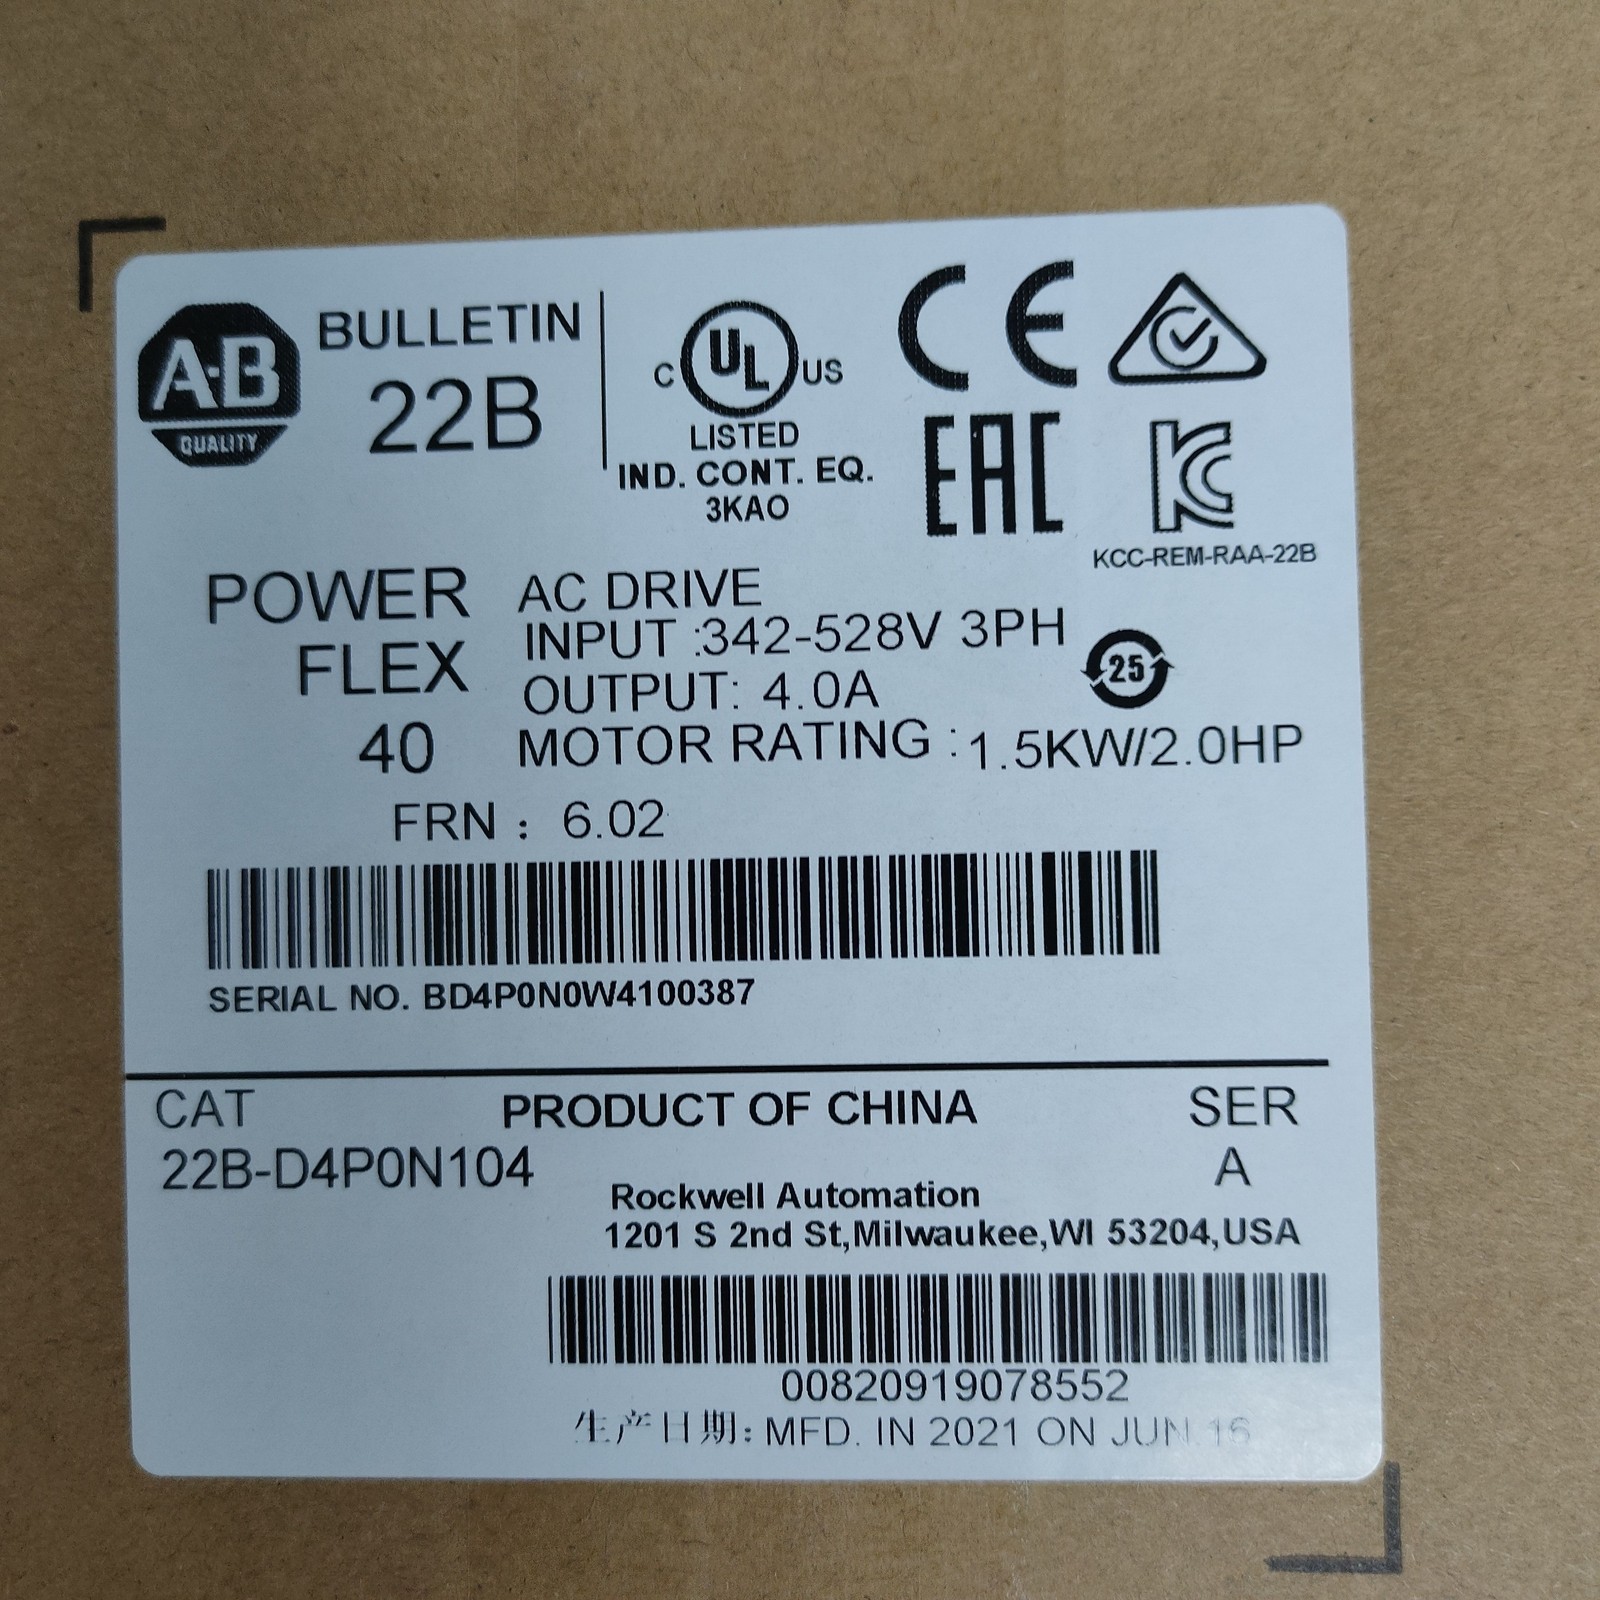 A-B
QUALITY
BULLETIN
22B
C UL US
LISTED
IND. CONT. EQ.
3KAO
CE
EAC
KC
KCC-REM-RAA-22B
POWER
FLEX
40
AC DRIVE
INPUT :342-528V 3PH
OUTPUT: 4.0A
MOTOR RATING :1.5KW/2.0HP
25
FRN : 6.02
SERIAL NO. BD4P0N0W4100387
CAT
22B-D4P0N104
PRODUCT OF CHINA
SER
A
Rockwell Automation
1201 S 2nd St,Milwaukee,WI 53204,USA
00820919078552
生产日期: MFD. IN 2021 ON JUN.16